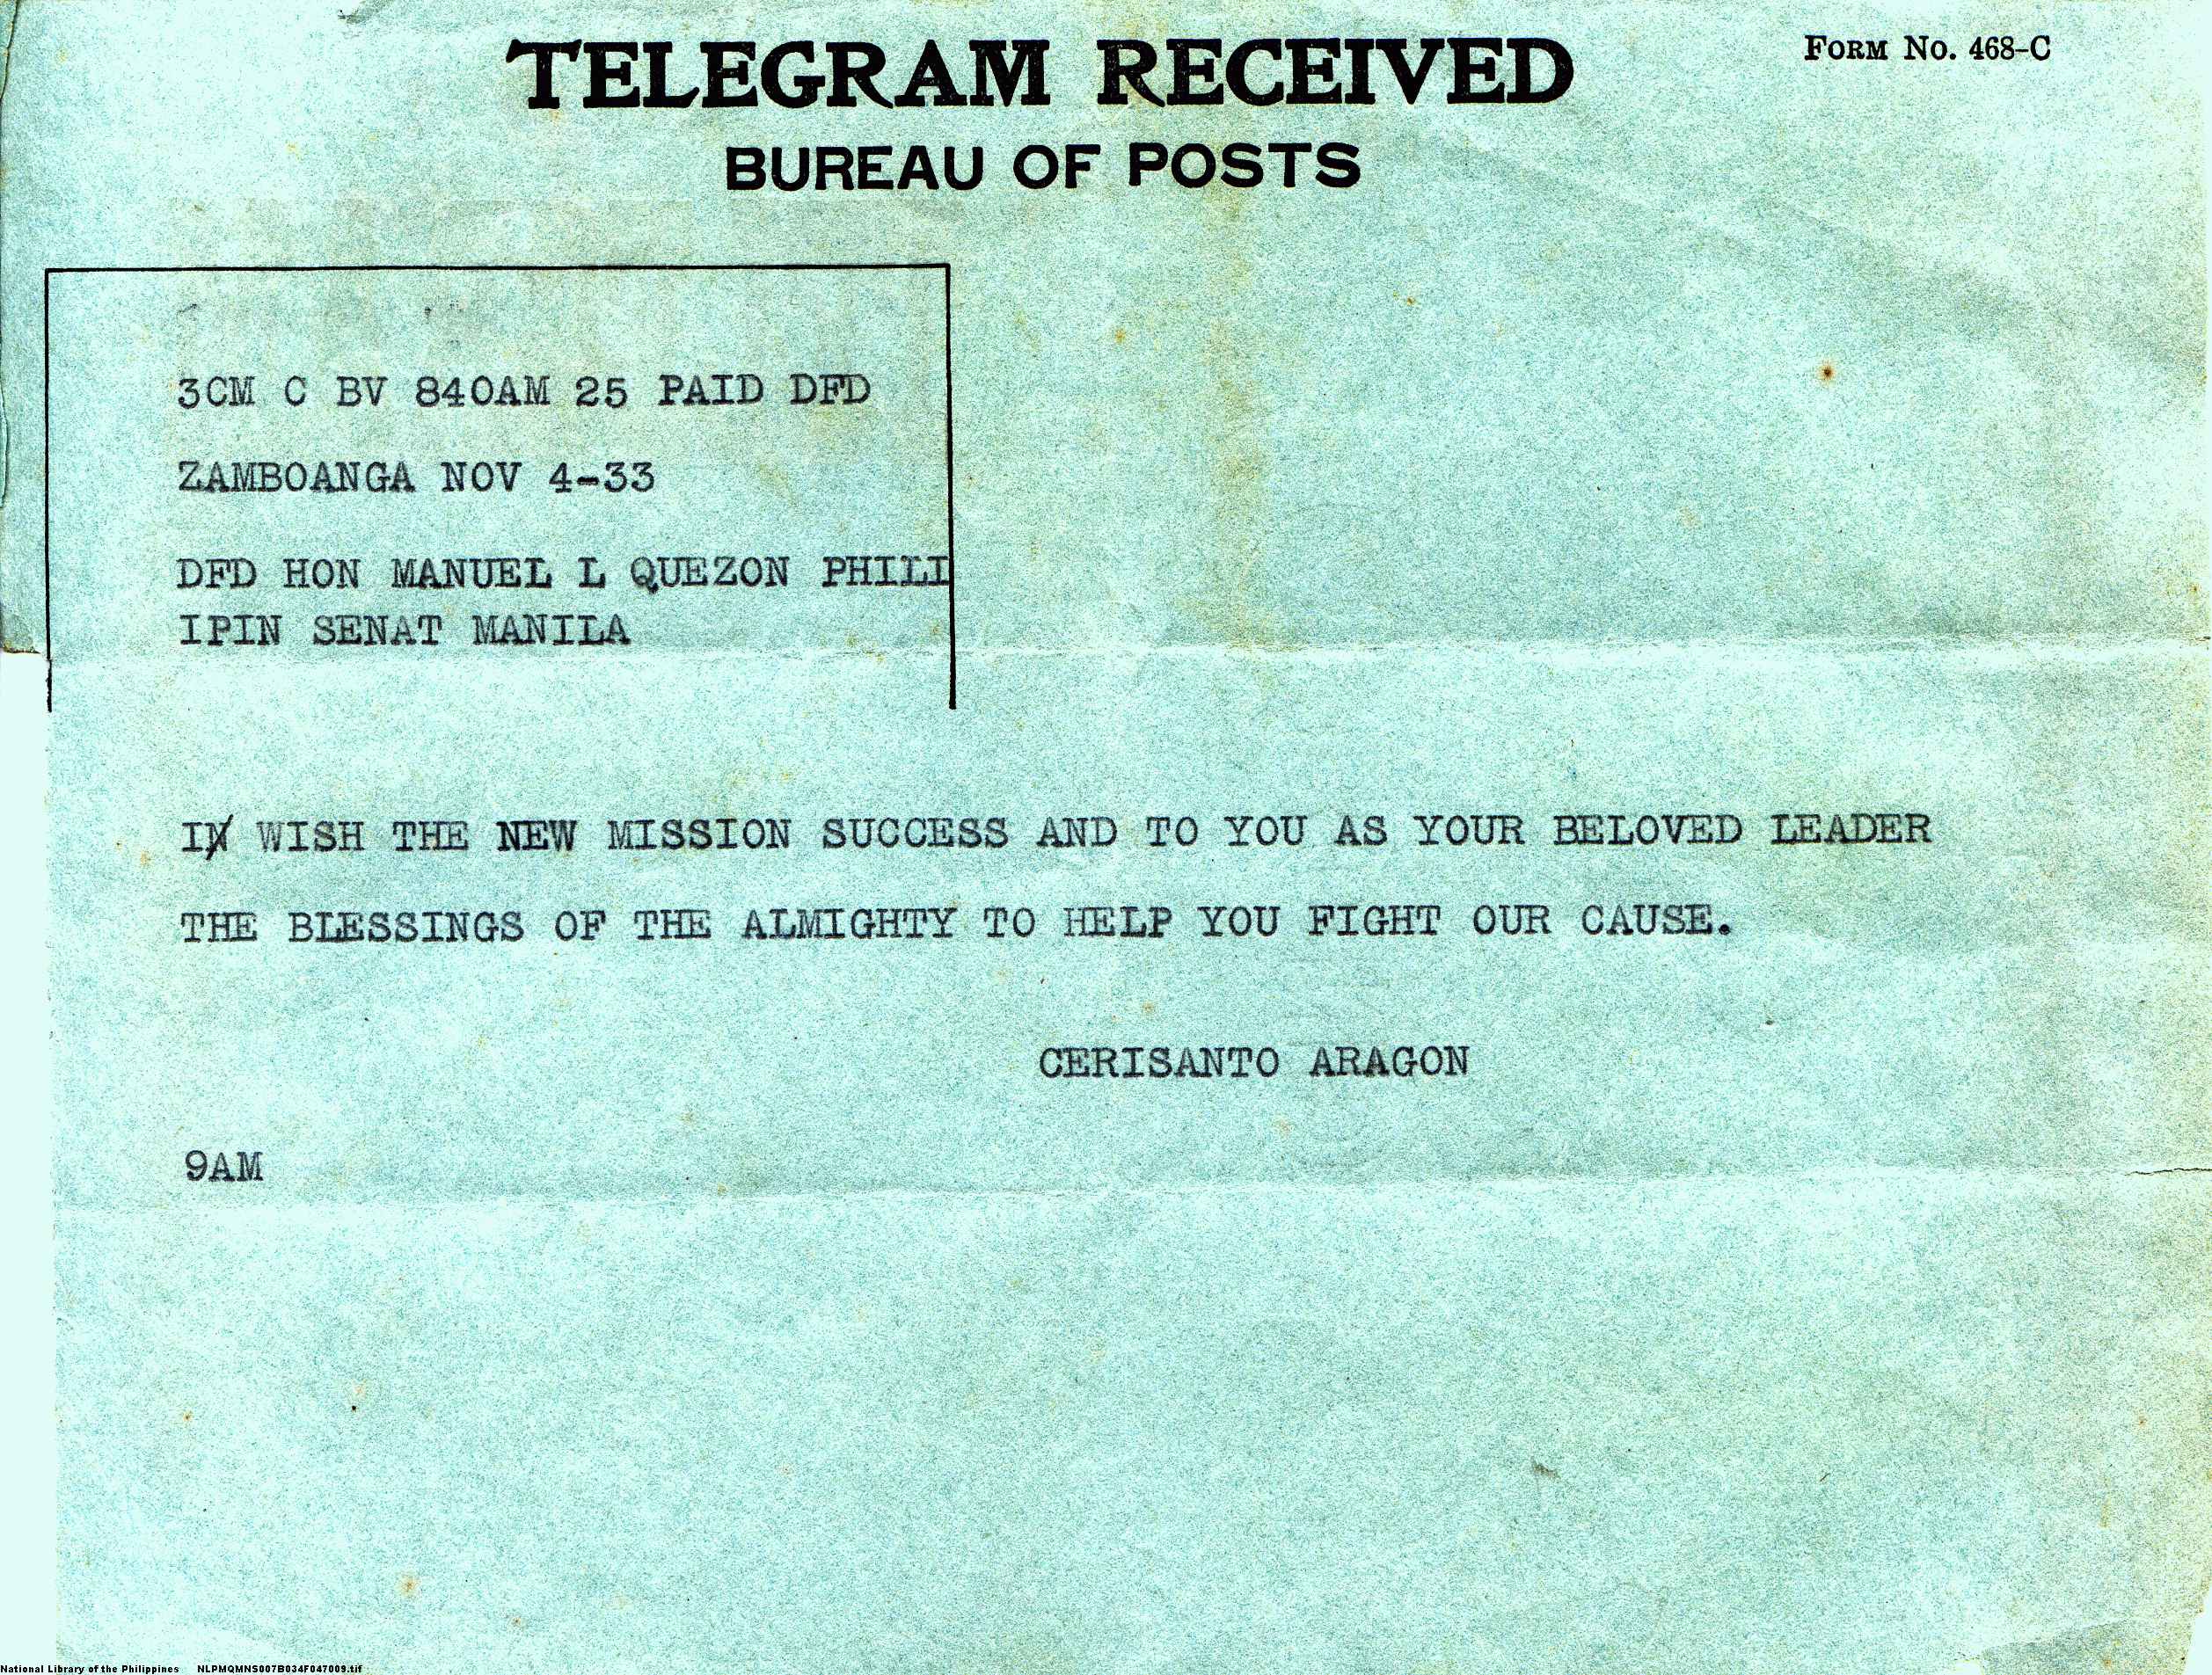 TELEGRAM RECEIVED
FORM No. 468-C
BUREAU OF POSTS
3CM C BV 840AM 25 PAID DFD
ZAMBOANGA NOV 4-33
DFD HON MANUEL L QUEZON PHILI
IPIN SENAT MANILA
IN WISH THE NEW MISSION SUCCESS AND TO YOU AS YOUR BELOVED LEADER
THE BLESSINGS OF THE ALMIGHTY TO HELP YOU FIGHT OUR CAUSE.
CERISANTO ARAGON
9AM
National Library of the Philippines NLPMQMNS007B034F047009.tif